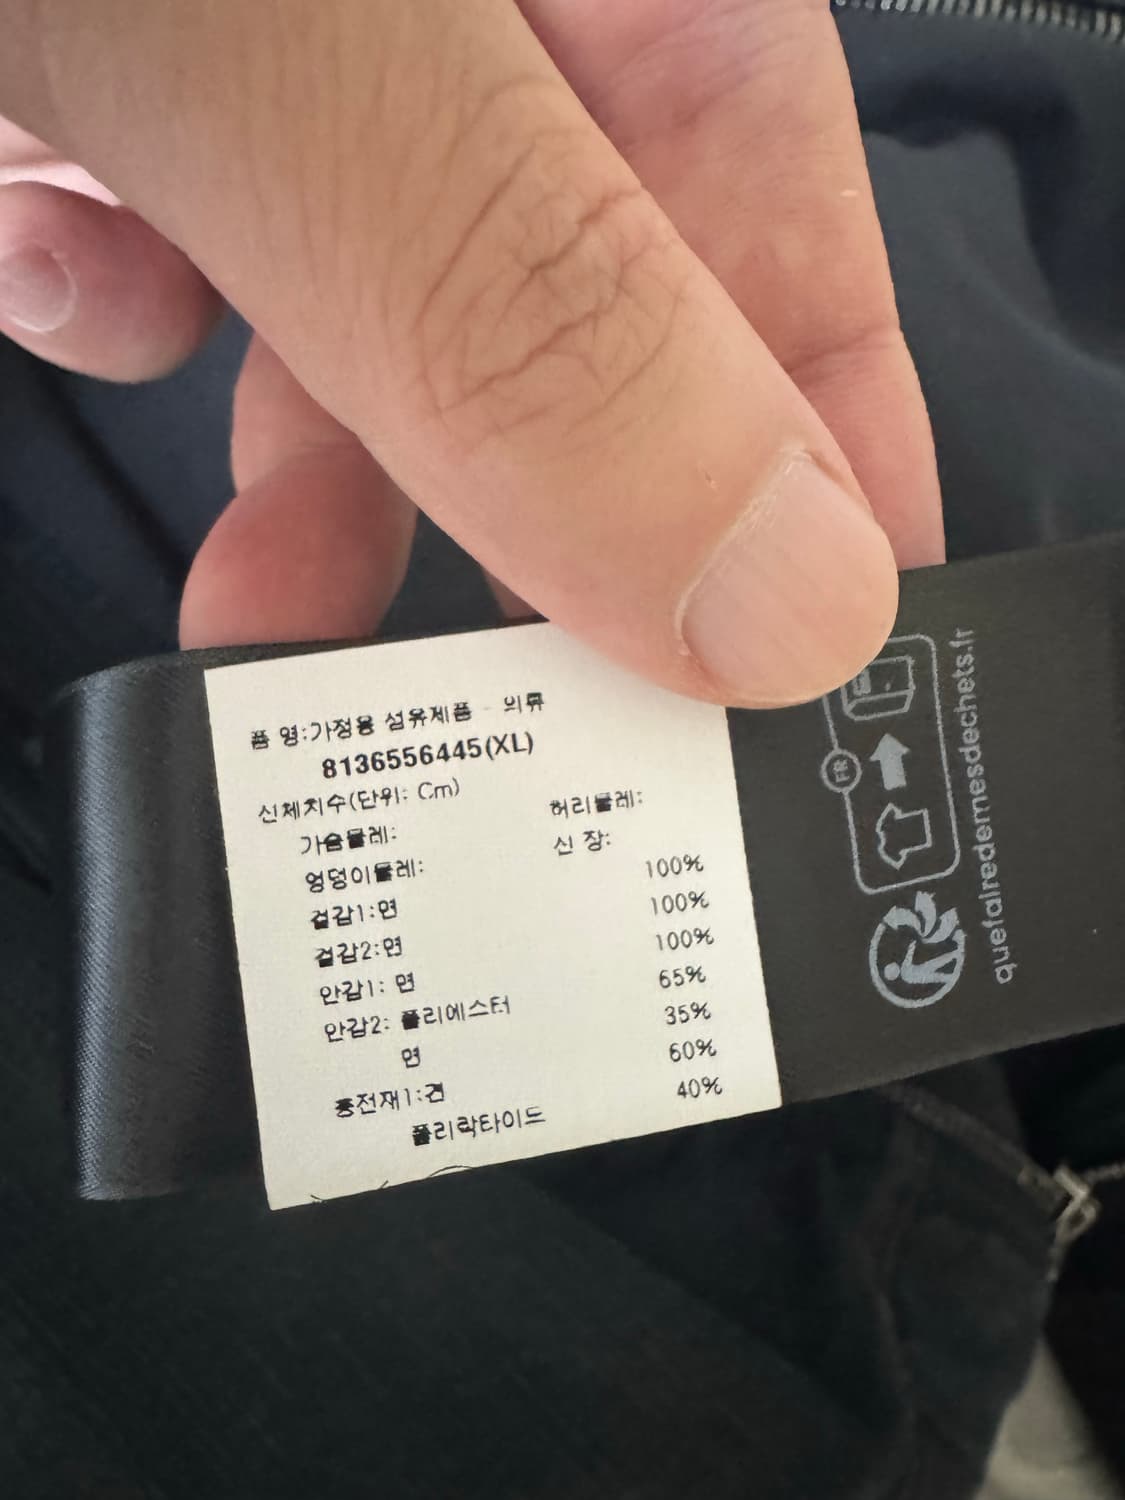 품 명:가정용 섬유제품 - 의류
8136556445(XL)
신체치수(단위: Cm)
가슴둘레:
허리둘레:
엉덩이둘레:
신 장:
겉감1:면 100%
겉감2:면 100%
안감1: 면 100%
안감2: 폴리에스터 65%
면 35%
충전재1:견 60%
폴리락타이드 40%
FR
quefairedemesdechets.fr